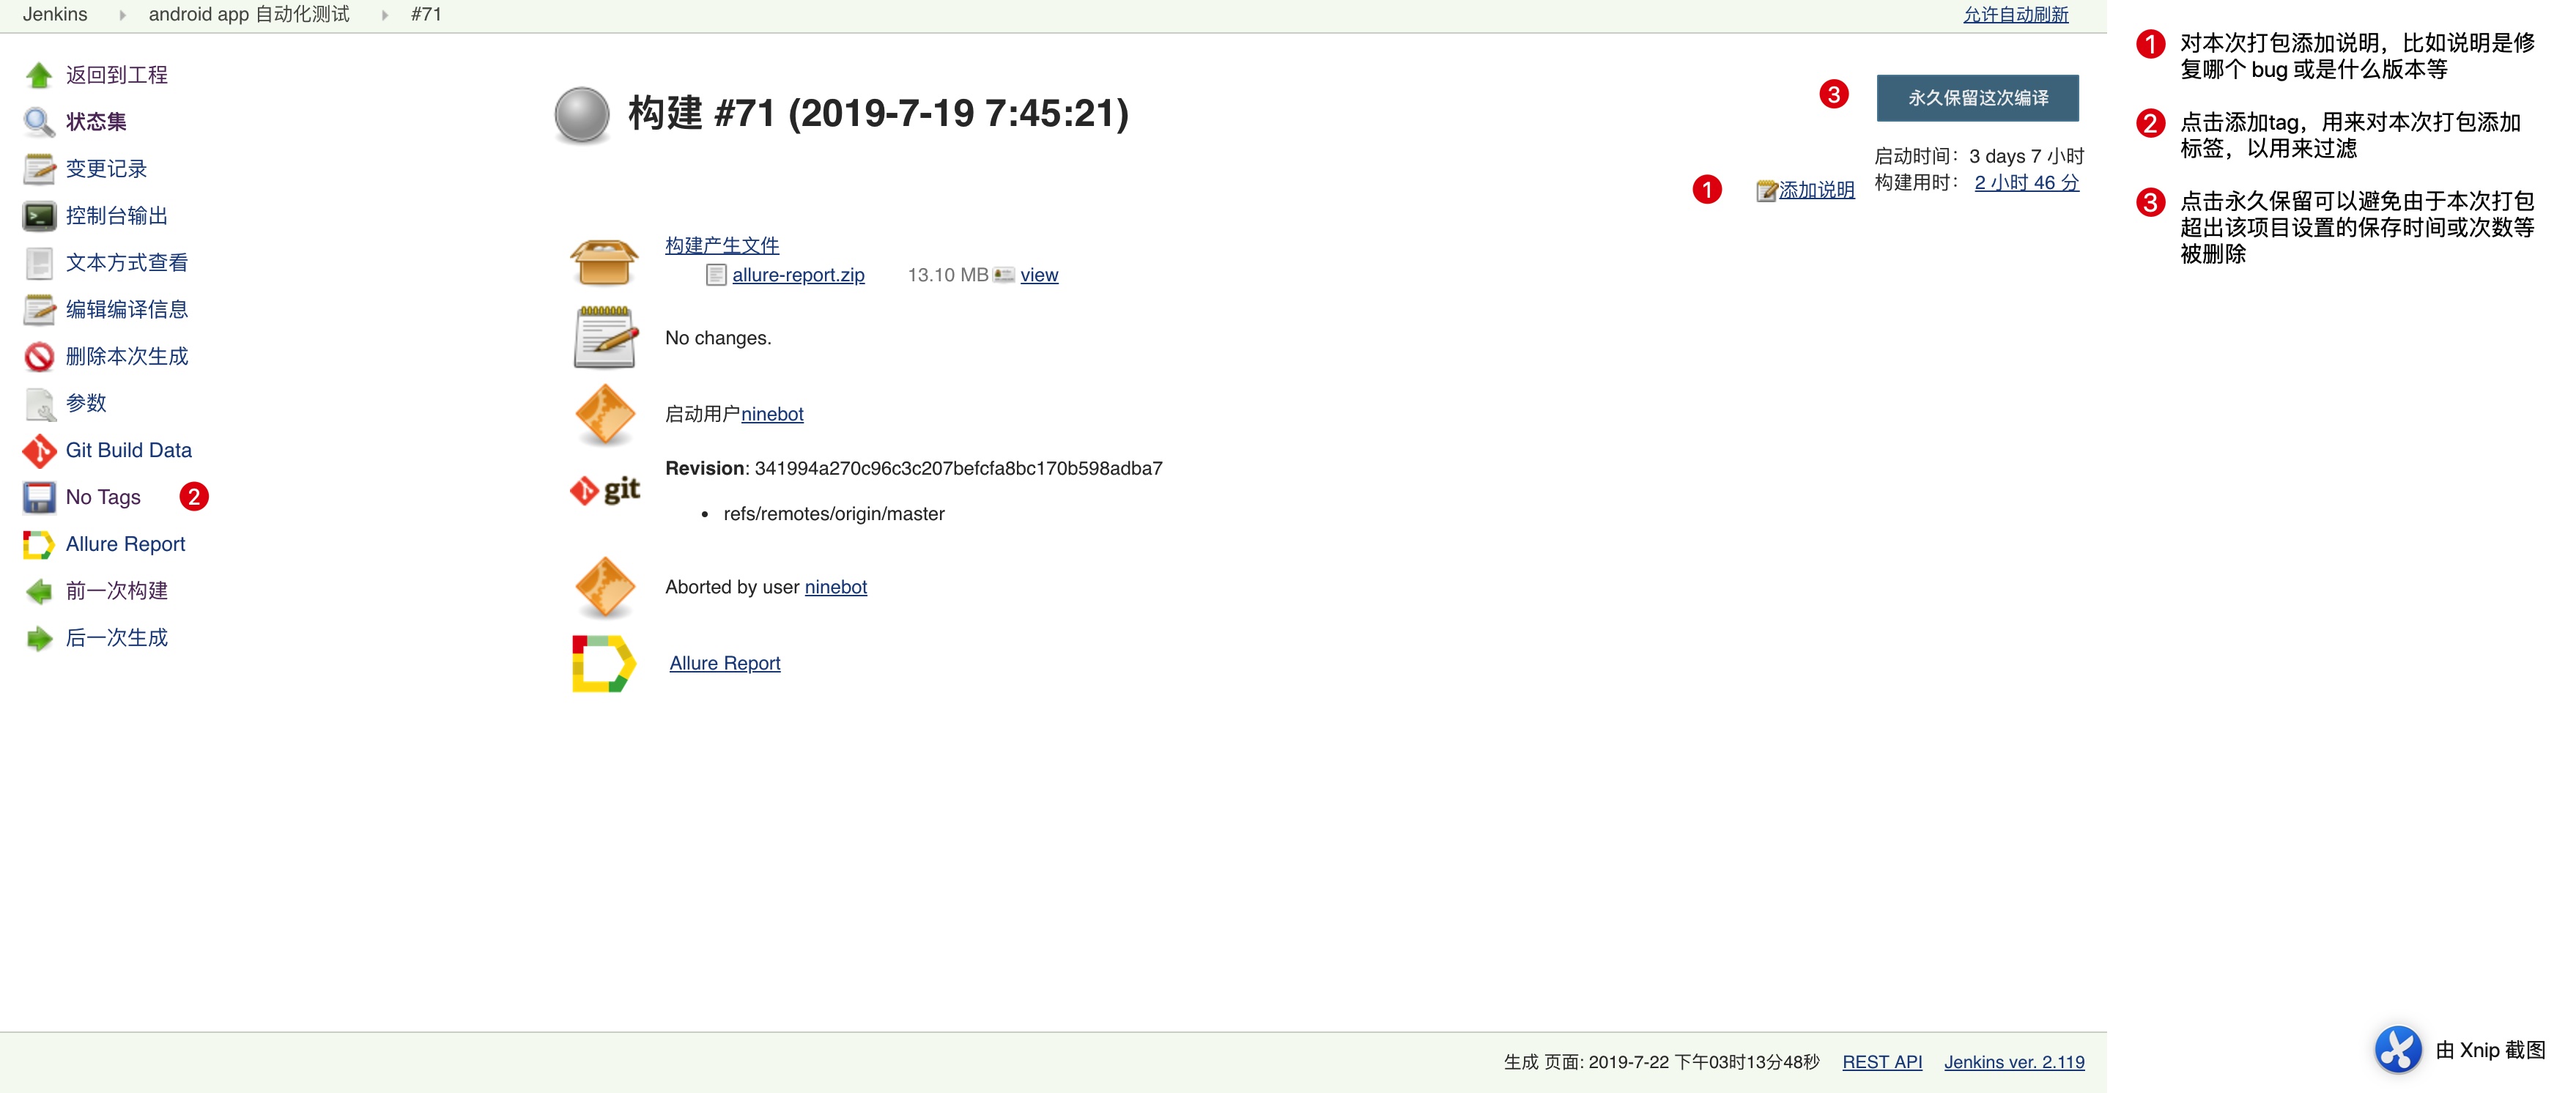 Jenkins android app 自动化测试 #71 允许自动刷新
返回到工程
状态集
变更记录
控制台输出
文本方式查看
编辑编译信息
删除本次生成
参数
Git Build Data
No Tags 2
Allure Report
前一次构建
后一次生成
构建 #71 (2019-7-19 7:45:21)
3 永久保留这次编译
启动时间: 3 days 7 小时
构建用时: 2 小时 46 分
1 添加说明
构建产生文件
allure-report.zip 13.10 MB view
No changes.
启动用户ninebot
git
Revision: 341994a270c96c3c207befcfa8bc170b598adba7
• refs/remotes/origin/master
Aborted by user ninebot
Allure Report
1 对本次打包添加说明，比如说明是修
复哪个 bug 或是什么版本等
2 点击添加tag，用来对本次打包添加
标签，以用来过滤
3 点击永久保留可以避免由于本次打包
超出该项目设置的保存时间或次数等
被删除
生成 页面: 2019-7-22 下午03时13分48秒 REST API Jenkins ver. 2.119
由 Xnip 截图